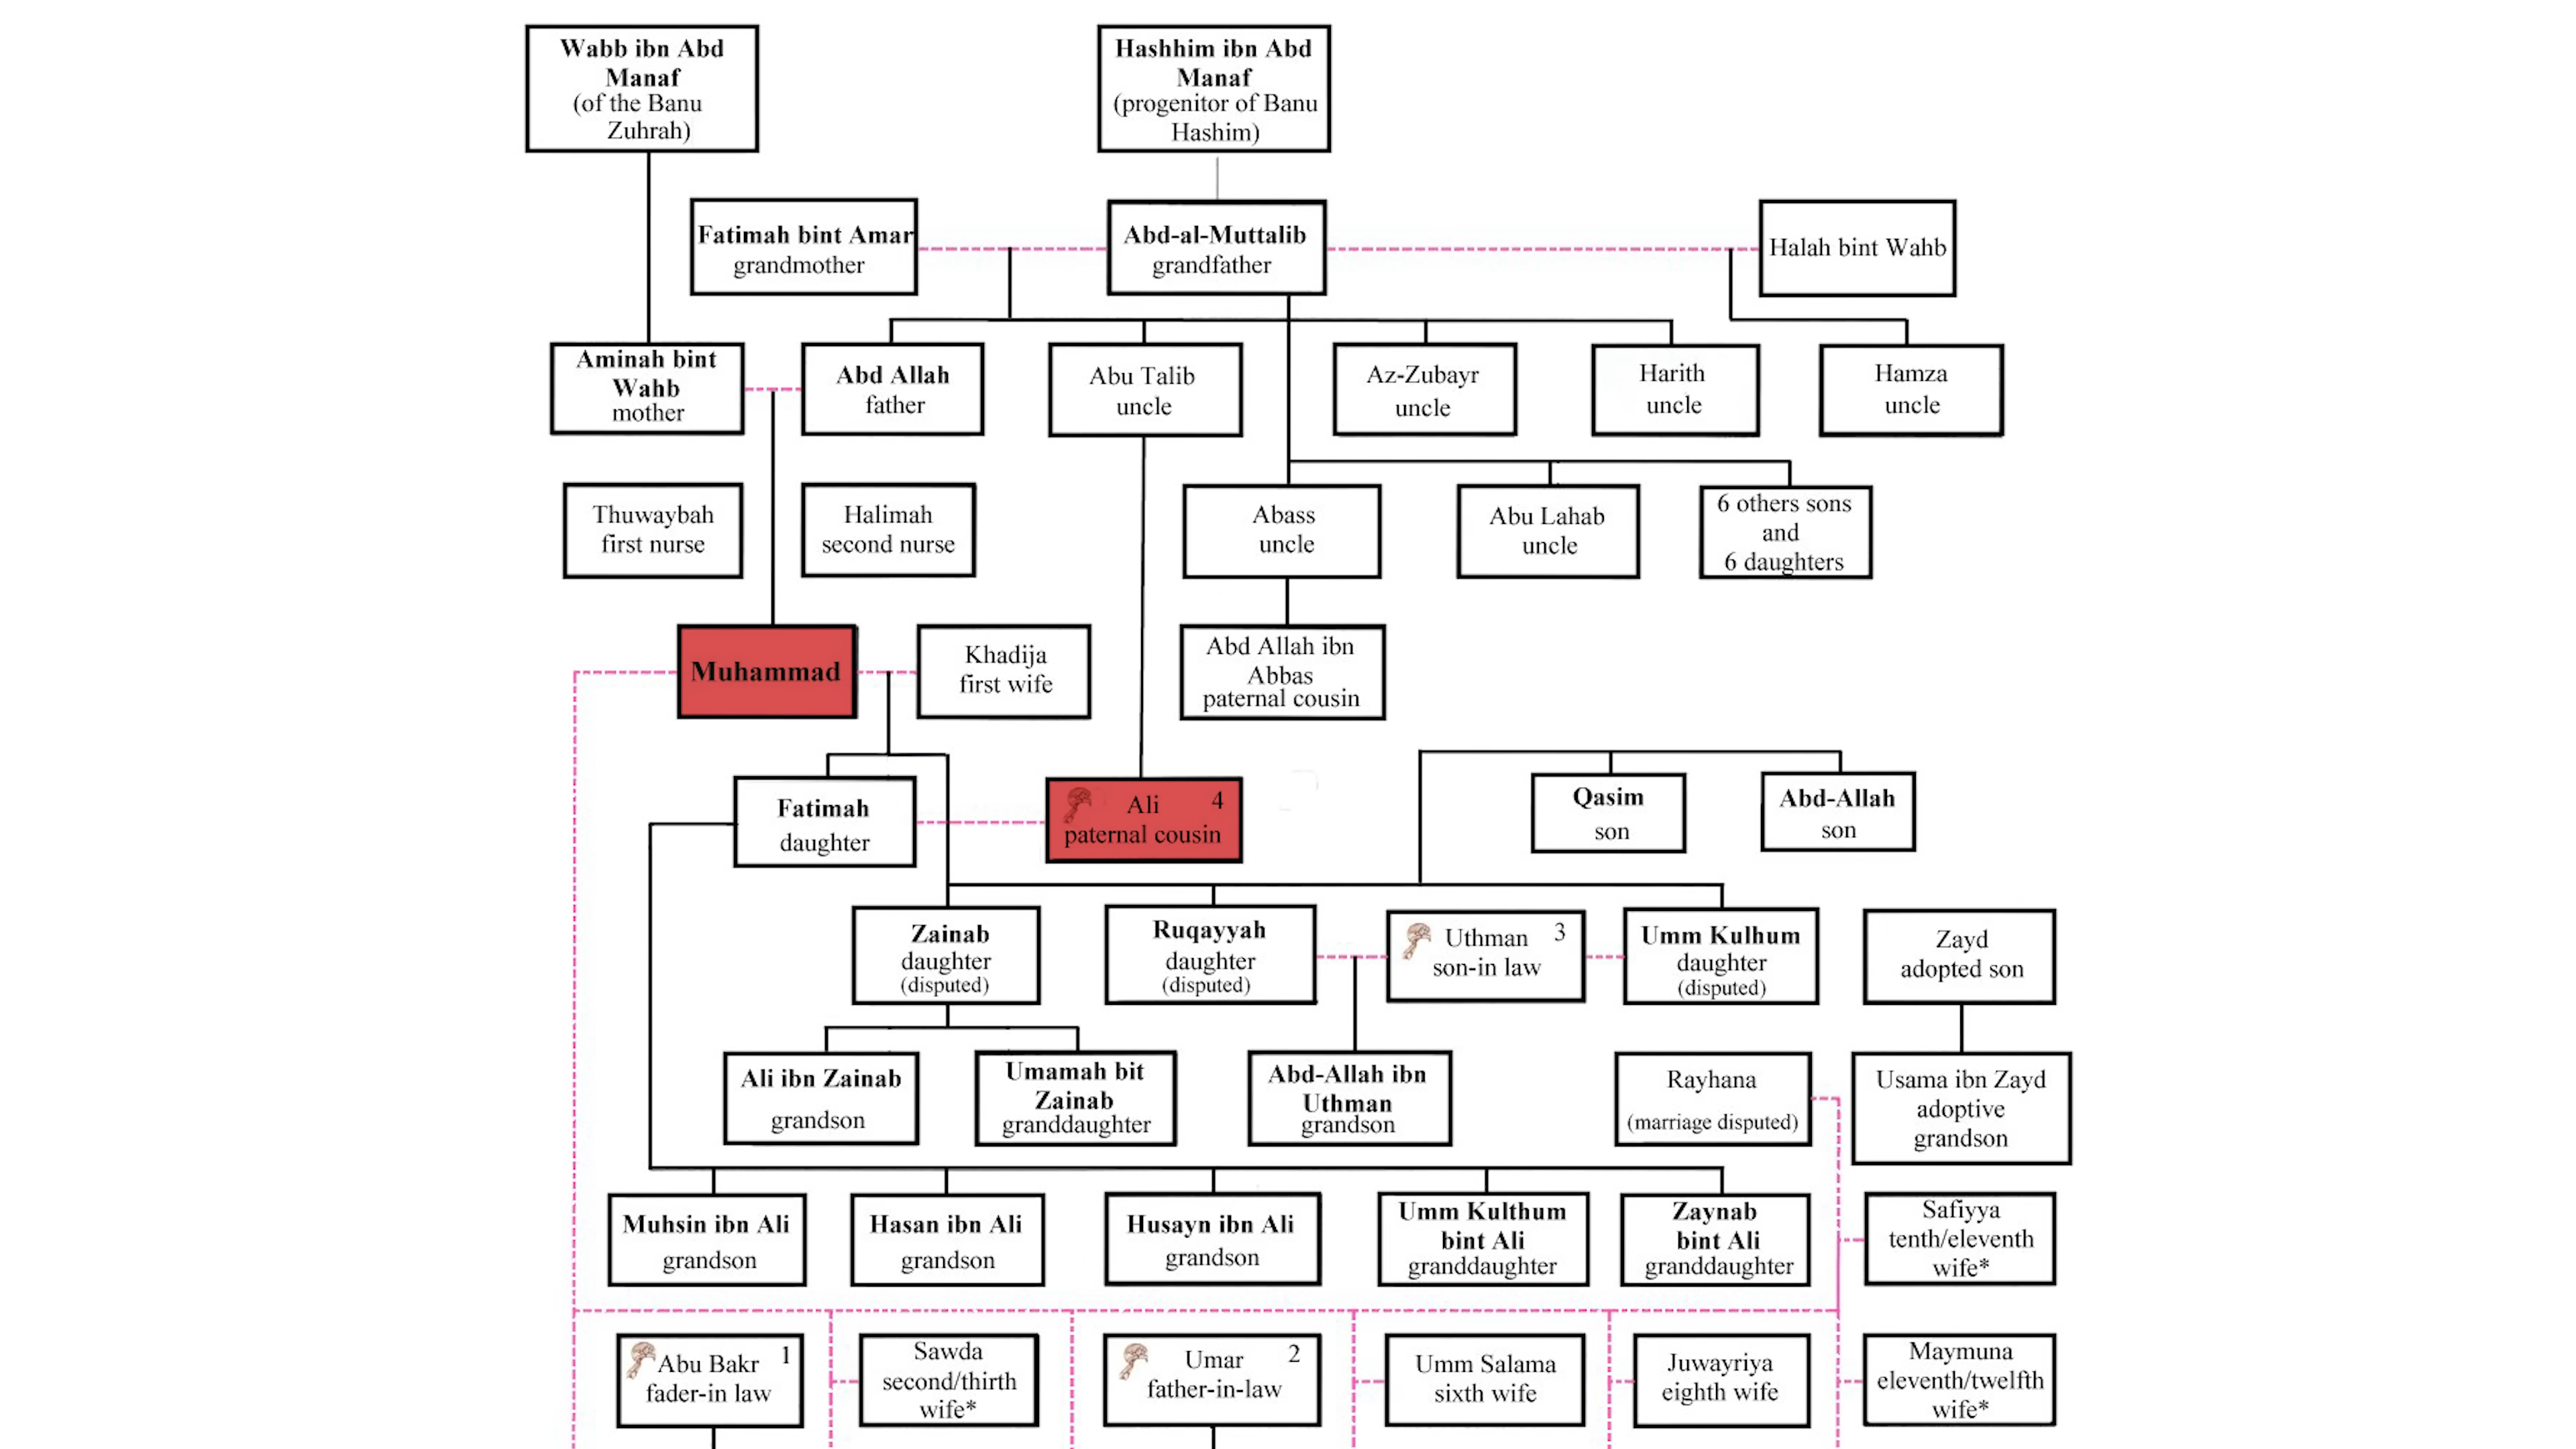 Wabb ibn Abd
Manaf
(of the Banu
Zuhrah)
Hashhim ibn Abd
Manaf
(progenitor of Banu
Hashim)
Fatimah bint Amar
grandmother
Abd-al-Muttalib
grandfather
Halah bint Wahb
Aminah bint
Wahb
mother
Abd Allah
father
Abu Talib
uncle
Az-Zubayr
uncle
Harith
uncle
Hamza
uncle
Thuwaybah
first nurse
Halimah
second nurse
Abass
uncle
Abu Lahab
uncle
6 others sons
and
6 daughters
Muhammad
Khadija
first wife
Abd Allah ibn
Abbas
paternal cousin
Fatimah
daughter
Ali 4
paternal cousin
Qasim
son
Abd-Allah
son
Zainab
daughter
(disputed)
Ruqayyah
daughter
(disputed)
Uthman 3
son-in law
Umm Kulhum
daughter
(disputed)
Zayd
adopted son
Ali ibn Zainab
grandson
Umamah bit
Zainab
granddaughter
Abd-Allah ibn
Uthman
grandson
Rayhana
(marriage disputed)
Usama ibn Zayd
adoptive
grandson
Muhsin ibn Ali
grandson
Hasan ibn Ali
grandson
Husayn ibn Ali
grandson
Umm Kulthum
bint Ali
granddaughter
Zaynab
bint Ali
granddaughter
Safiyya
tenth/eleventh
wife*
Abu Bakr 1
fader-in law
Sawda
second/thirth
wife*
Umar 2
father-in-law
Umm Salama
sixth wife
Juwayriya
eighth wife
Maymuna
eleventh/twelfth
wife*